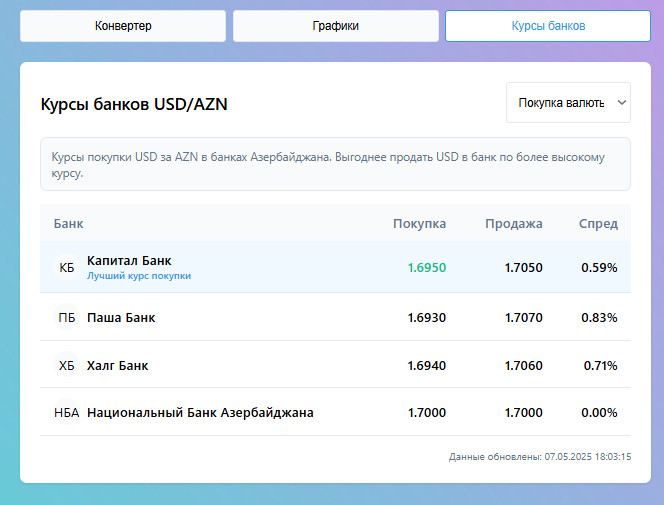 Конвертер
Графики
Курсы банков
Курсы банков USD/AZN
Покупка валють
Курсы покупки USD за AZN в банках Азербайджана. Выгоднее продать USD в банк по более высокому
курсу.
Банк Покупка Продажа Спред
КБ Капитал Банк 1.6950 1.7050 0.59%
Лучший курс покупки
ПБ Паша Банк 1.6930 1.7070 0.83%
ХБ Халг Банк 1.6940 1.7060 0.71%
НБА Национальный Банк Азербайджана 1.7000 1.7000 0.00%
Данные обновлены: 07.05.2025 18:03:15